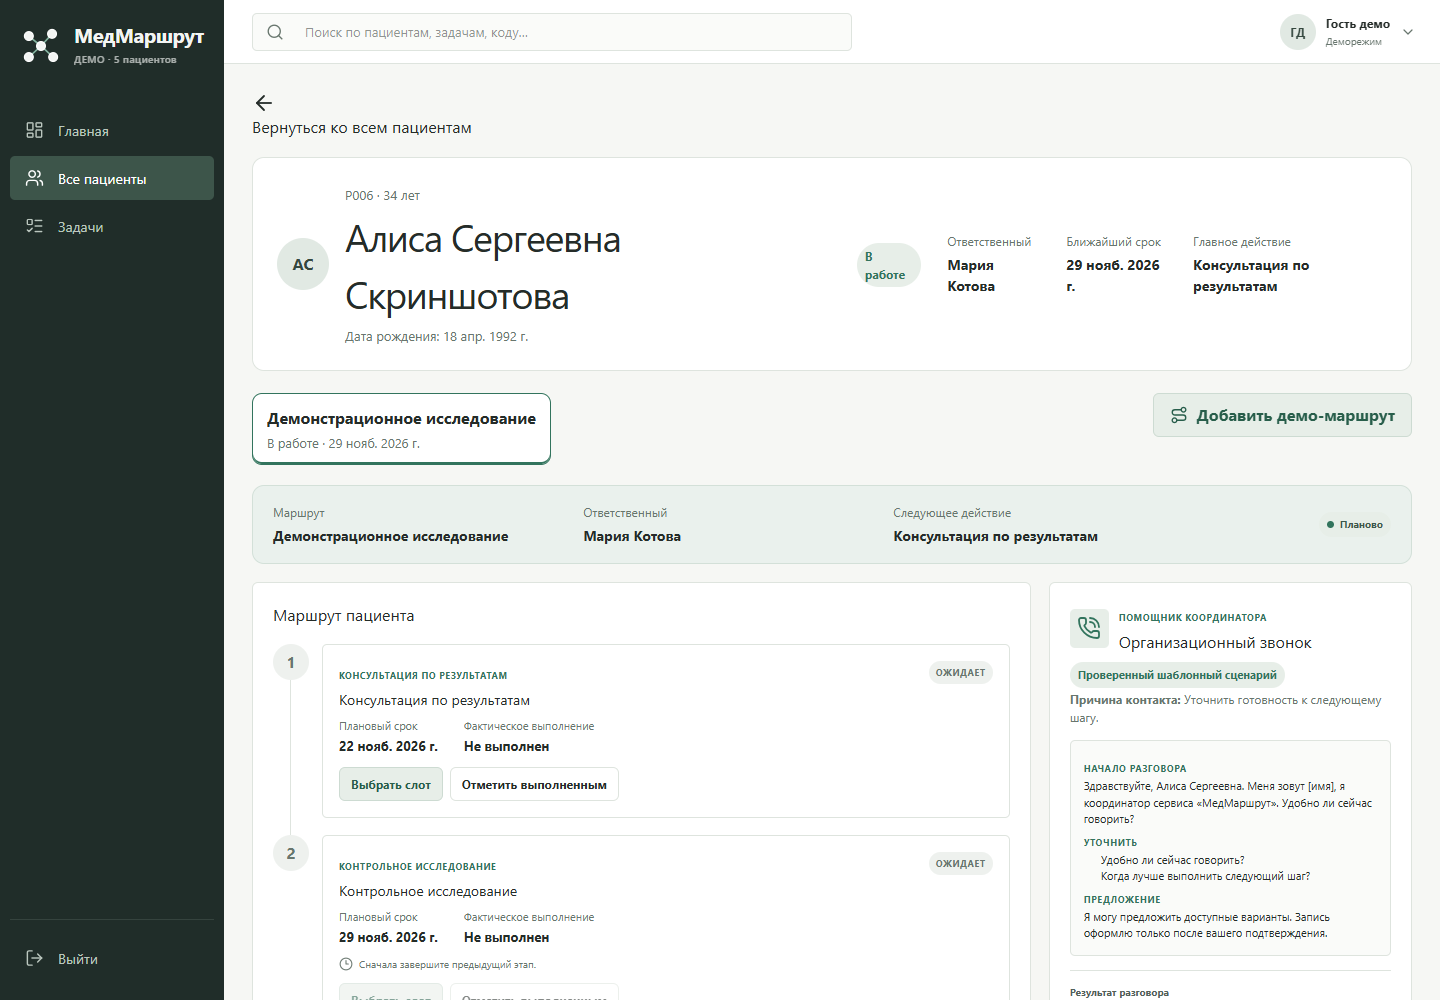 МедМаршрут
ДЕМО · 5 пациентов
Главная
Все пациенты
Задачи
Выйти
Поиск по пациентам, задачам, коду...
ГД
Гость демо
Деморежим
Вернуться ко всем пациентам
АС
P006 · 34 лет
Алиса Сергеевна
Скриншотова
Дата рождения: 18 апр. 1992 г.
В
работе
Ответственный
Мария
Котова
Ближайший срок
29 нояб. 2026
г.
Главное действие
Консультация по
результатам
Демонстрационное исследование
В работе · 29 нояб. 2026 г.
Добавить демо-маршрут
Маршрут
Демонстрационное исследование
Ответственный
Мария Котова
Следующее действие
Консультация по результатам
Планово
Маршрут пациента
1
КОНСУЛЬТАЦИЯ ПО РЕЗУЛЬТАТАМ
ОЖИДАЕТ
Консультация по результатам
Плановый срок
22 нояб. 2026 г.
Фактическое выполнение
Не выполнен
Выбрать слот
Отметить выполненным
2
КОНТРОЛЬНОЕ ИССЛЕДОВАНИЕ
ОЖИДАЕТ
Контрольное исследование
Плановый срок
29 нояб. 2026 г.
Фактическое выполнение
Не выполнен
Сначала завершите предыдущий этап.
Выбрать слот
Отметить выполненным
ПОМОЩНИК КООРДИНАТОРА
Организационный звонок
Проверенный шаблонный сценарий
Причина контакта: Уточнить готовность к следующему
шагу.
НАЧАЛО РАЗГОВОРА
Здравствуйте, Алиса Сергеевна. Меня зовут [имя], я
координатор сервиса «МедМаршрут». Удобно ли сейчас
говорить?
УТОЧНИТЬ
Удобно ли сейчас говорить?
Когда лучше выполнить следующий шаг?
ПРЕДЛОЖЕНИЕ
Я могу предложить доступные варианты. Запись
оформлю только после вашего подтверждения.
Результат разговора